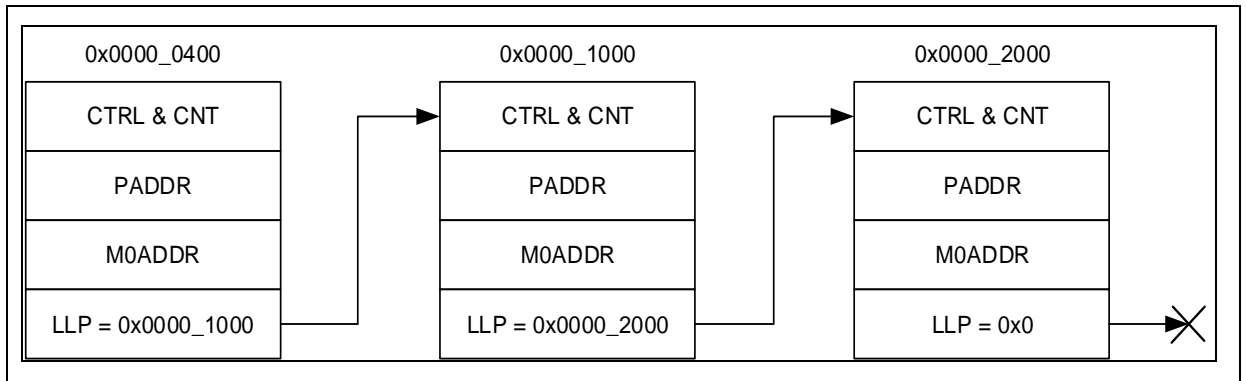 0x0000_0400
CTRL & CNT
PADDR
M0ADDR
LLP = 0x0000_1000
0x0000_1000
CTRL & CNT
PADDR
M0ADDR
LLP = 0x0000_2000
0x0000_2000
CTRL & CNT
PADDR
M0ADDR
LLP = 0x0